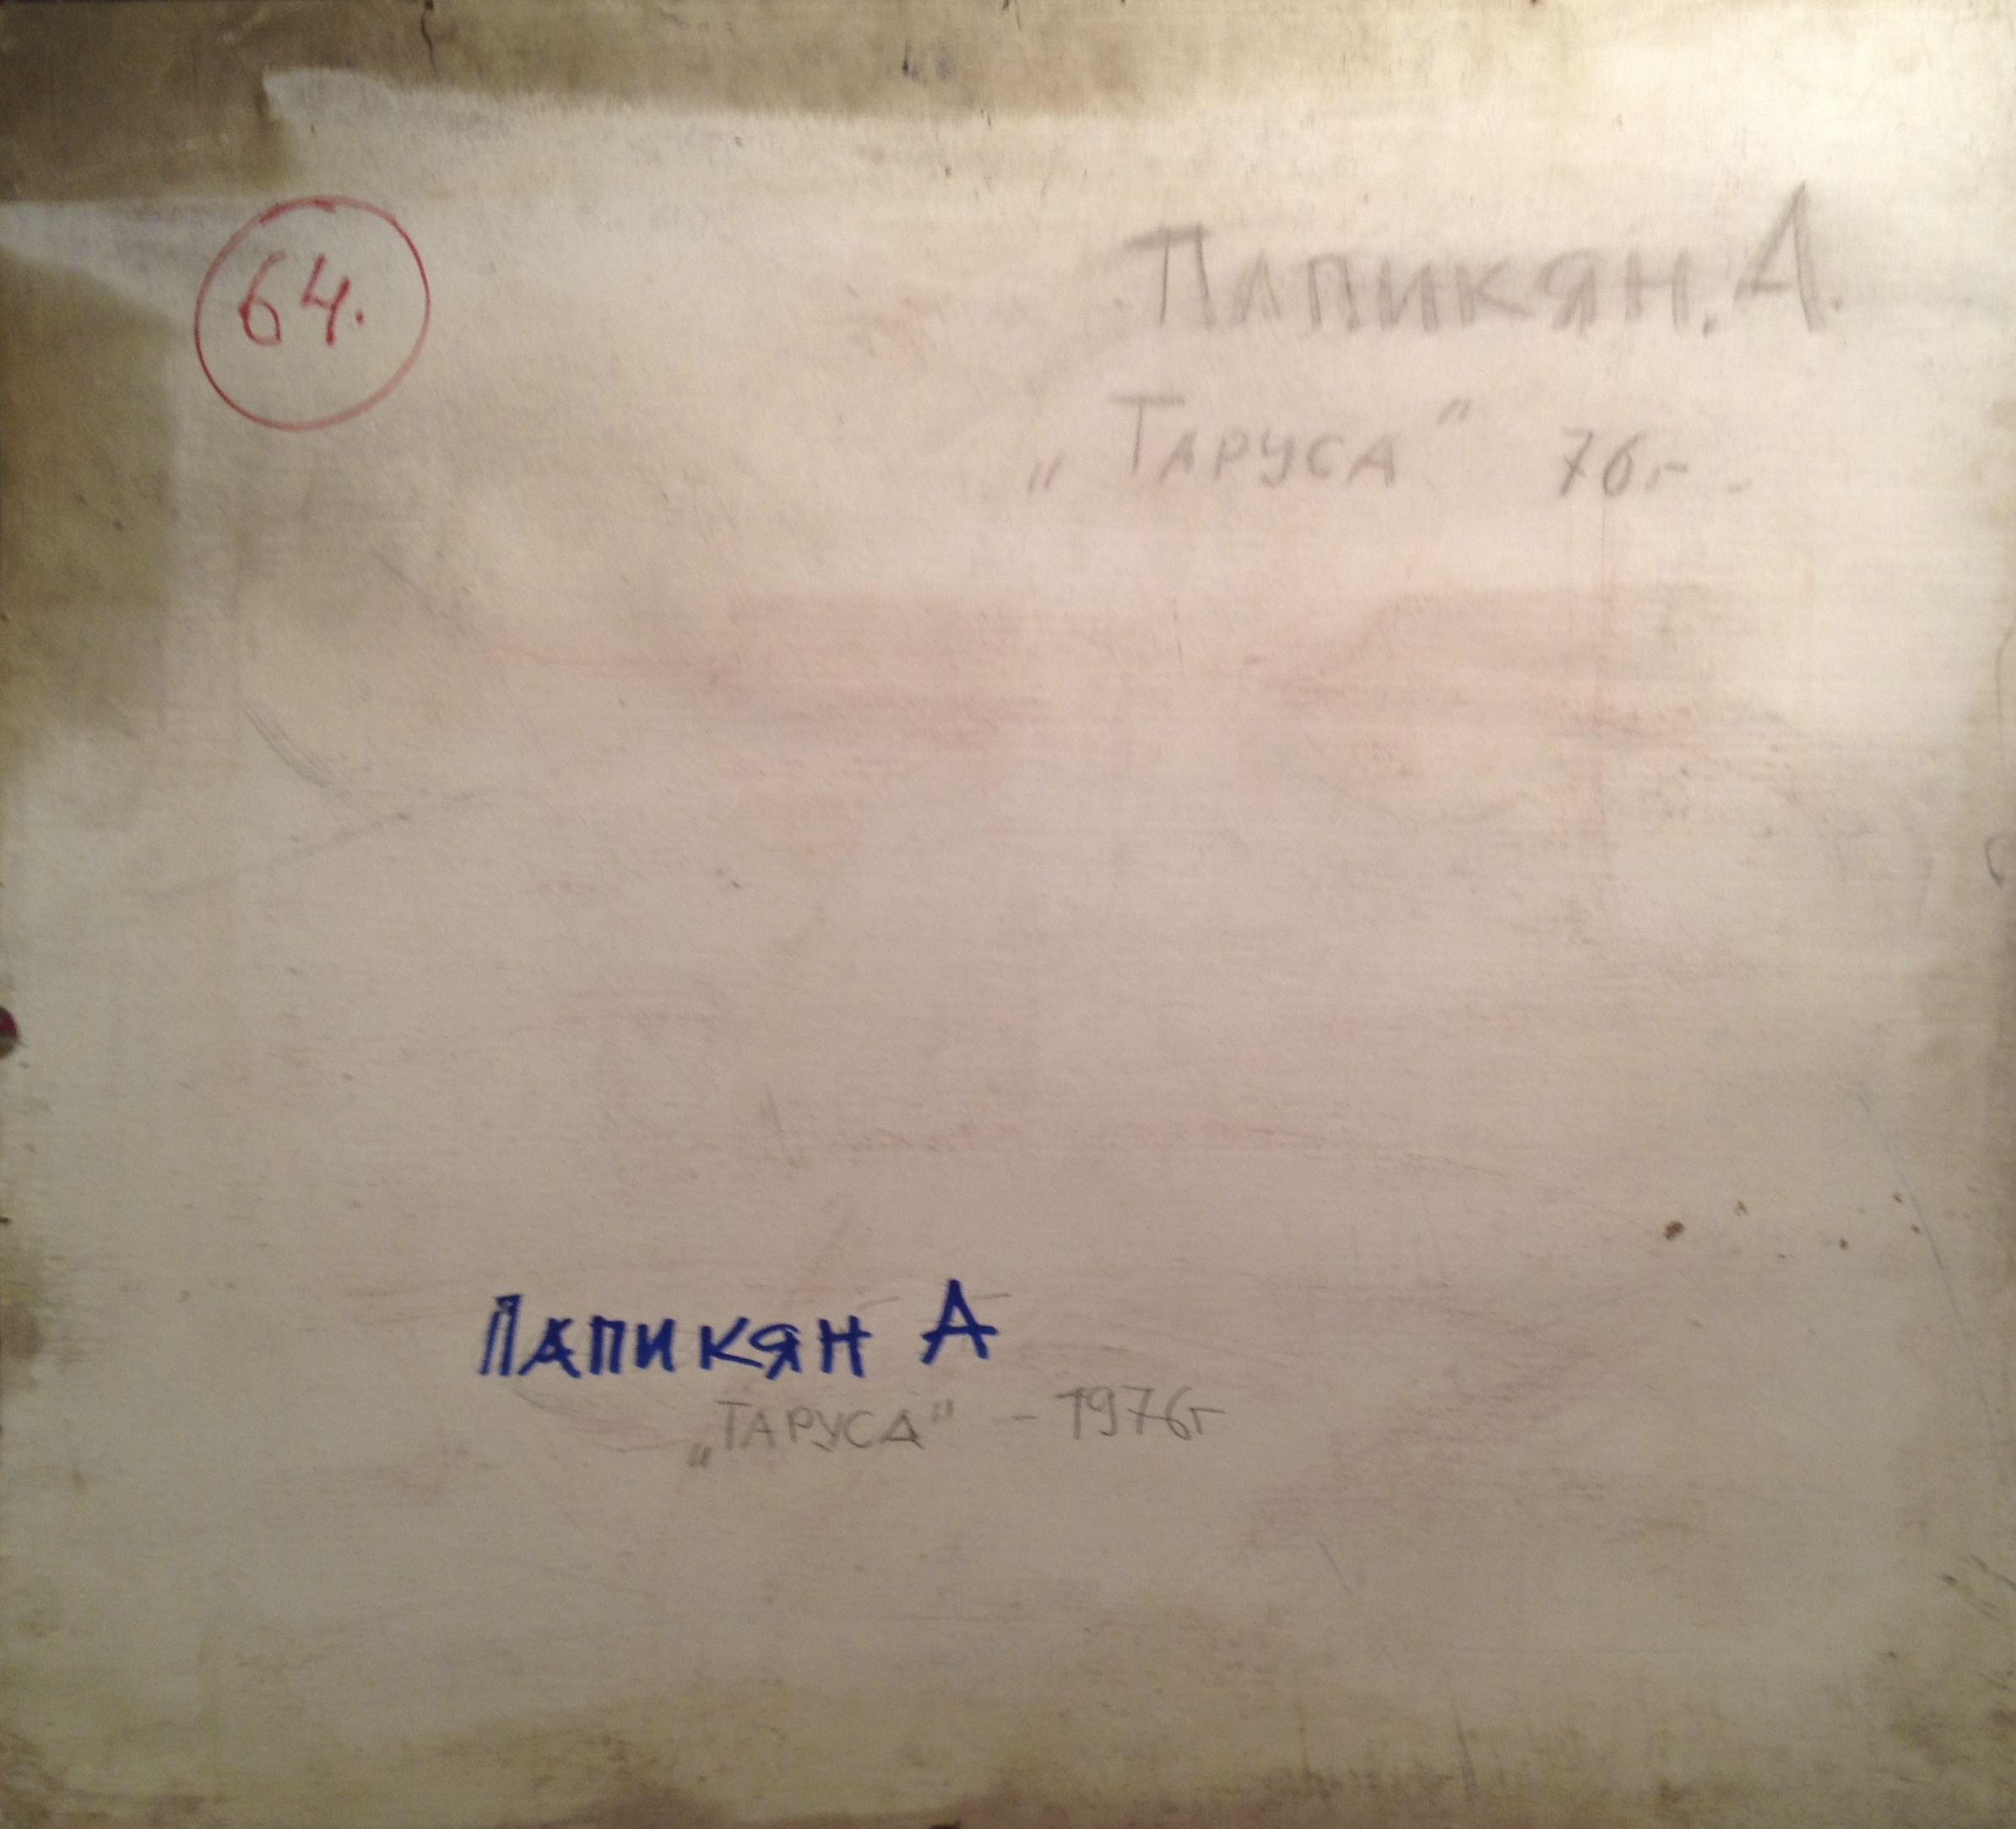 64.
Папикян. А.
„Таруса" 76г.
Папикян А
„Таруса" - 1976г